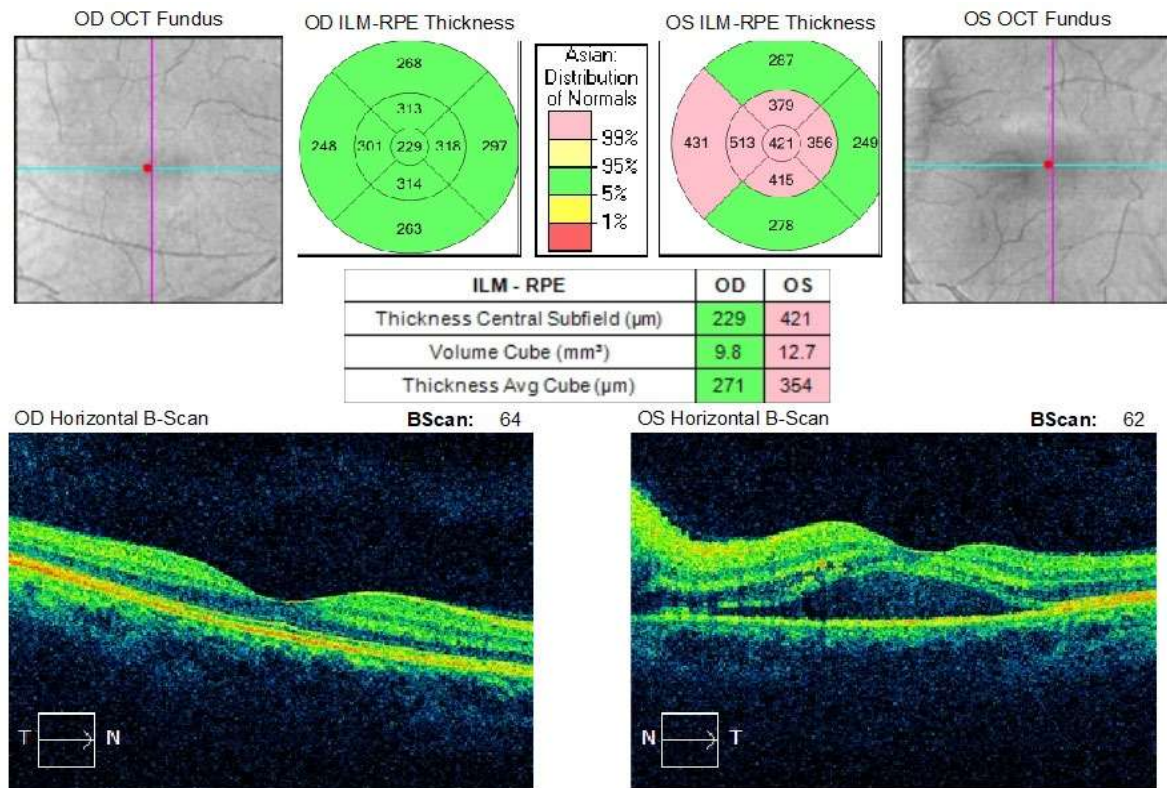 OD OCT Fundus
OD ILM-RPE Thickness
OS ILM-RPE Thickness
OS OCT Fundus
268
313
248 301 229 318 297
314
263
Asian:
Distribution
of Normals
99%
95%
5%
1%
287
379
431 513 421 356 249
415
278
ILM - RPE OD OS
Thickness Central Subfield (µm) 229 421
Volume Cube (mm³) 9.8 12.7
Thickness Avg Cube (µm) 271 354
OD Horizontal B-Scan BScan: 64
OS Horizontal B-Scan BScan: 62
T N
N T